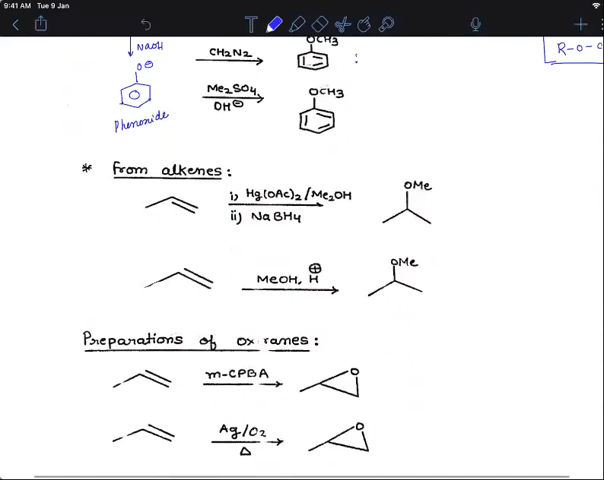 9:41 AM Tue 9 Jan
NaOH
O⊖
Phenoxide
CH2N2
OCH3
:
R-O-C
Me2SO4,
OH⊖
OCH3
* From alkenes:
i, Hg(OAc)2/Me2OH
ii) NaBH4
OMe
MeOH, H⊕
OMe
Preparations of oxiranes:
m-CPBA
O
Ag/O2
Δ
O